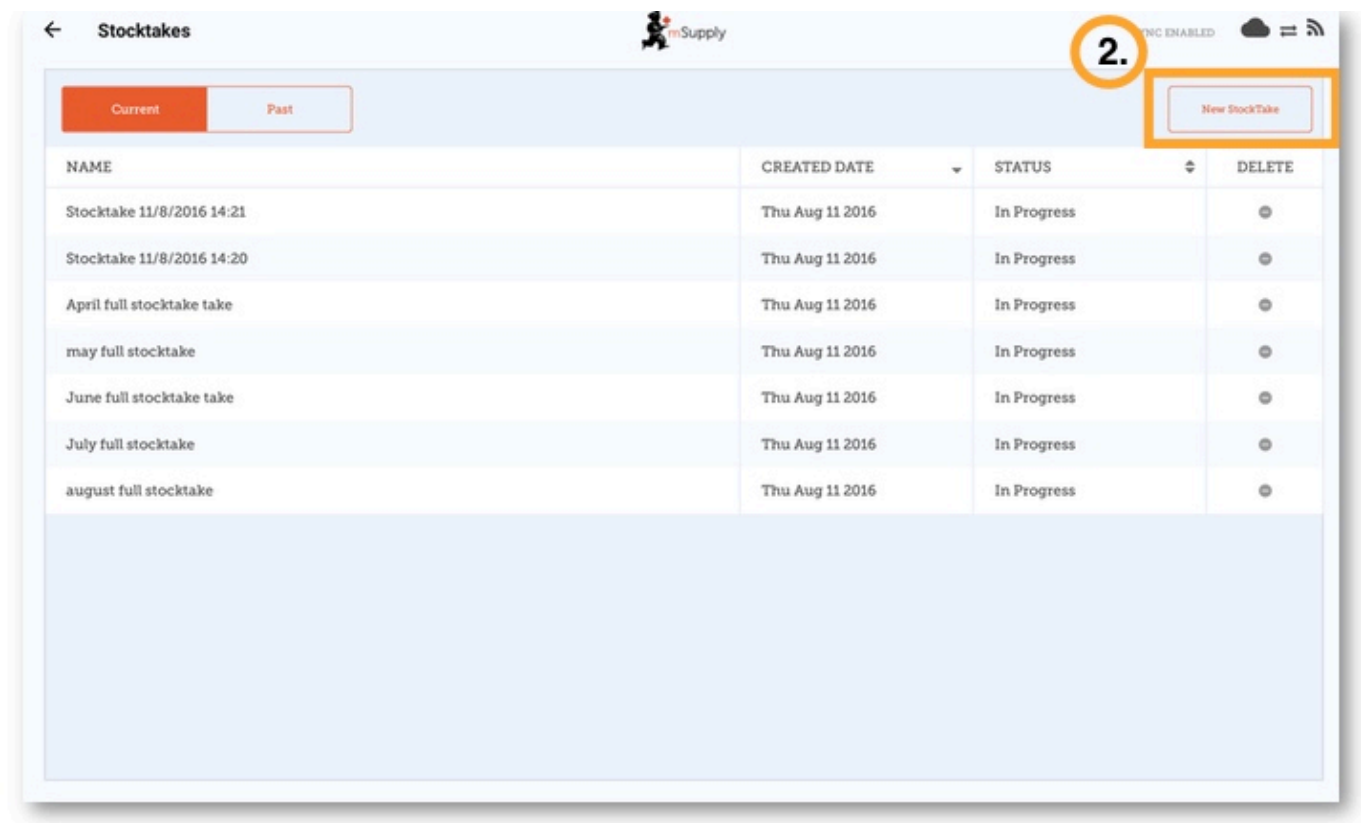 Stocktakes
mSupply
2.
NC ENABLED
Current
Past
New StockTake
NAME
CREATED DATE
STATUS
DELETE
Stocktake 11/8/2016 14:21 Thu Aug 11 2016 In Progress
Stocktake 11/8/2016 14:20 Thu Aug 11 2016 In Progress
April full stocktake take Thu Aug 11 2016 In Progress
may full stocktake Thu Aug 11 2016 In Progress
June full stocktake take Thu Aug 11 2016 In Progress
July full stocktake Thu Aug 11 2016 In Progress
august full stocktake Thu Aug 11 2016 In Progress